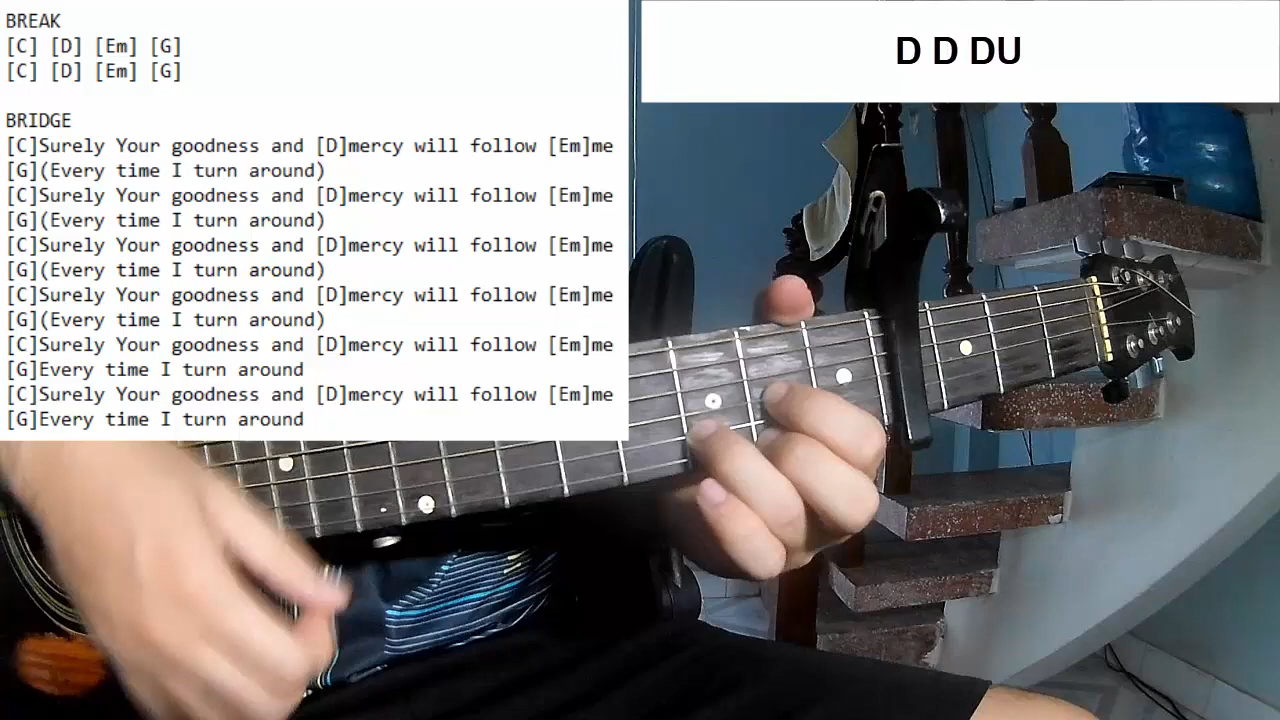 BREAK
[C] [D] [Em] [G]
[C] [D] [Em] [G]
BRIDGE
[C]Surely Your goodness and [D]mercy will follow [Em]me
[G](Every time I turn around)
[C]Surely Your goodness and [D]mercy will follow [Em]me
[G](Every time I turn around)
[C]Surely Your goodness and [D]mercy will follow [Em]me
[G](Every time I turn around)
[C]Surely Your goodness and [D]mercy will follow [Em]me
[G](Every time I turn around)
[C]Surely Your goodness and [D]mercy will follow [Em]me
[G]Every time I turn around
[C]Surely Your goodness and [D]mercy will follow [Em]me
[G]Every time I turn around
D D DU